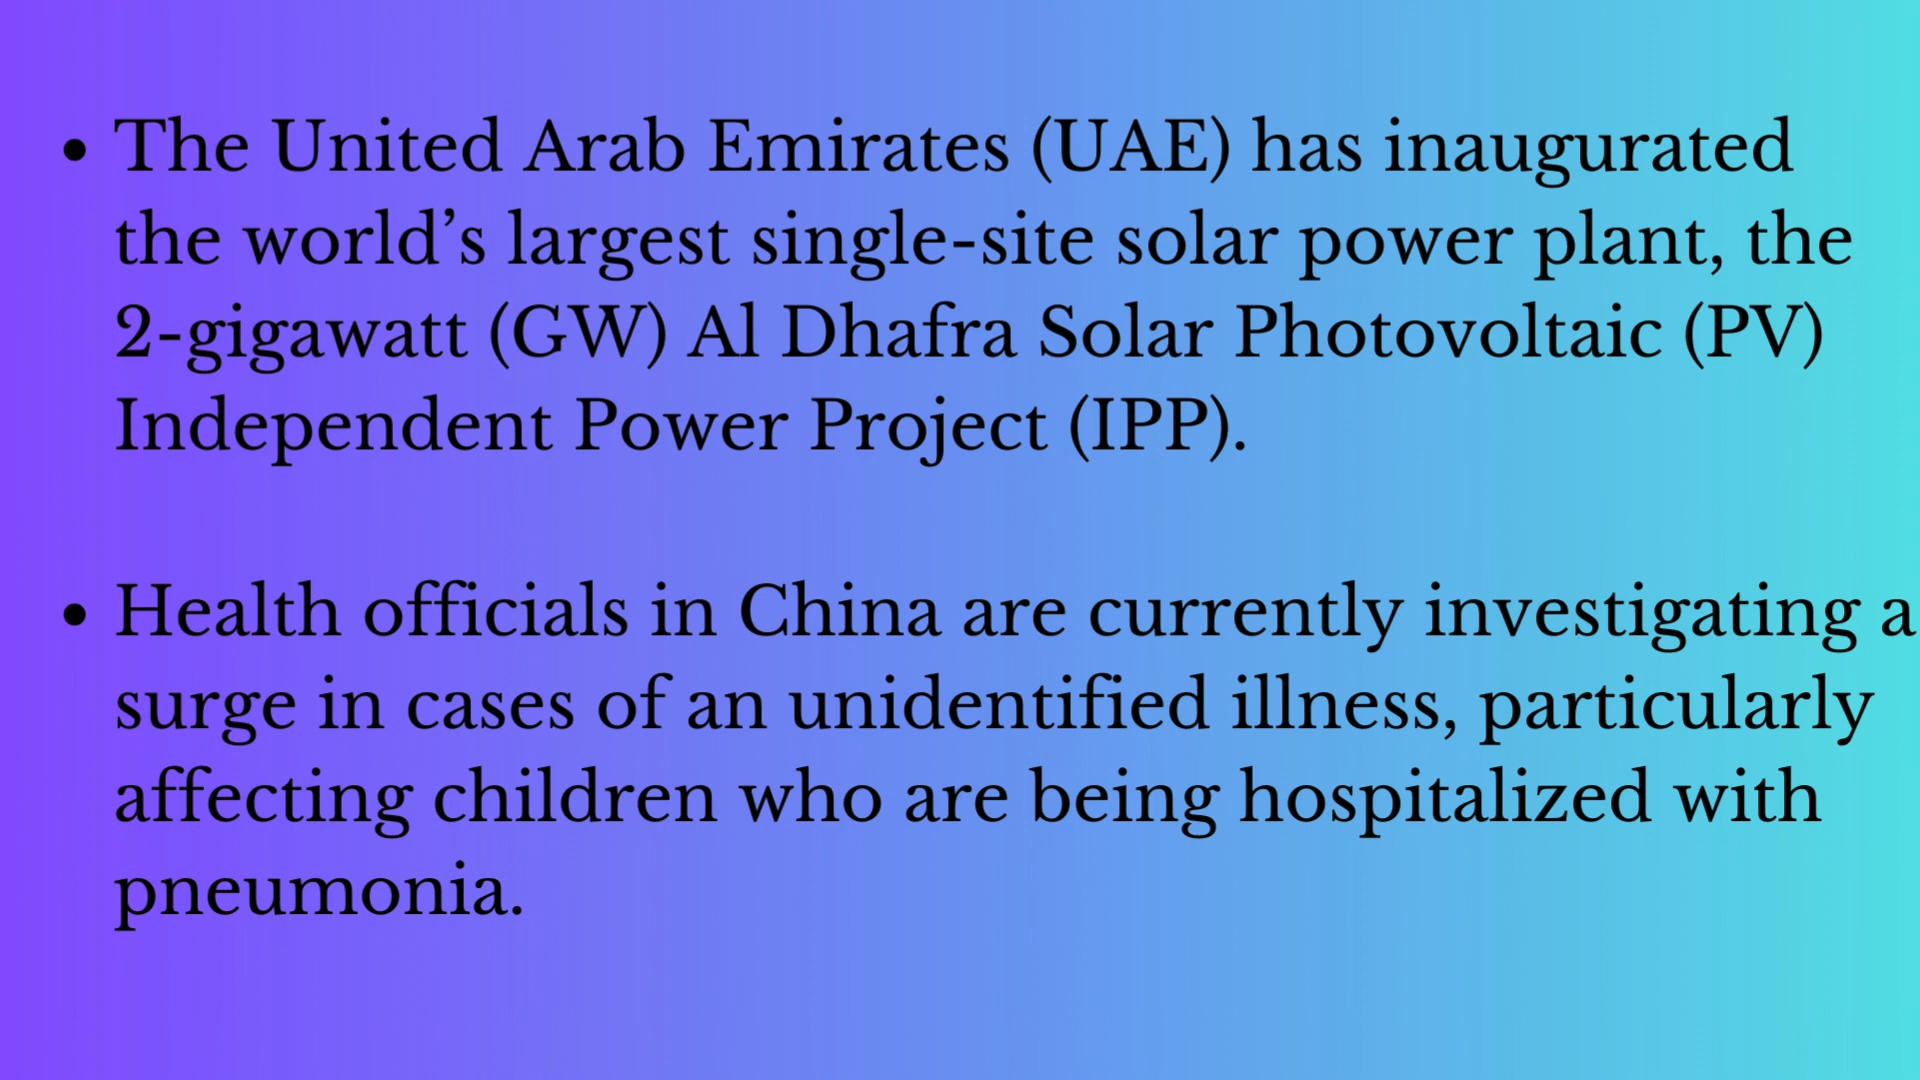 • The United Arab Emirates (UAE) has inaugurated
the world’s largest single-site solar power plant, the
2-gigawatt (GW) Al Dhafra Solar Photovoltaic (PV)
Independent Power Project (IPP).
• Health officials in China are currently investigating a
surge in cases of an unidentified illness, particularly
affecting children who are being hospitalized with
pneumonia.